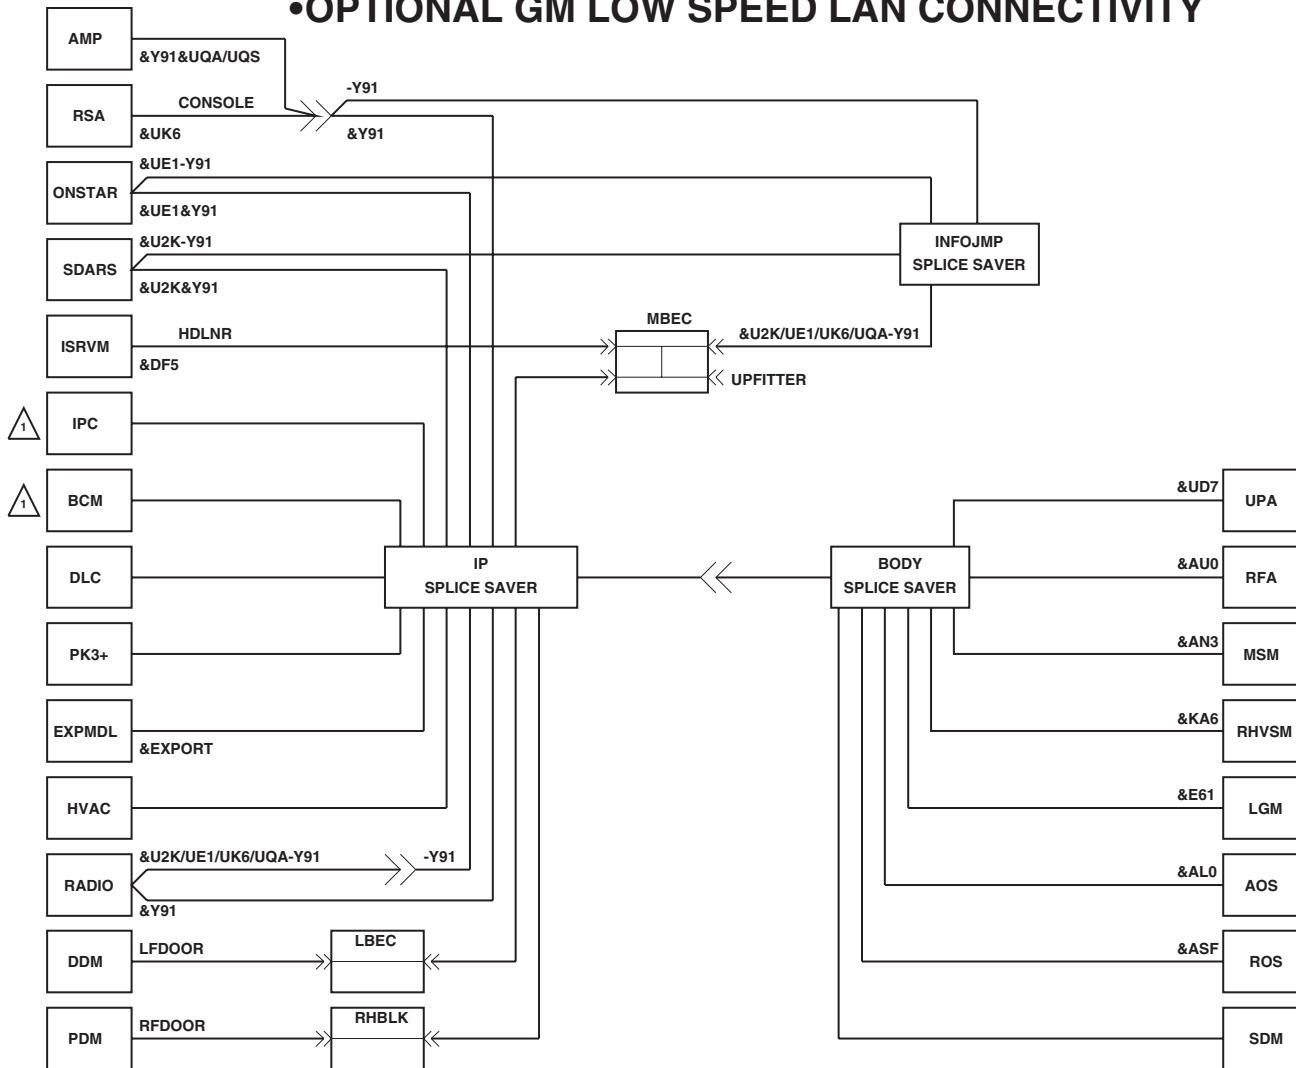 •OPTIONAL GM LOW SPEED LAN CONNECTIVITY
AMP
&Y91&UQA/UQS
-Y91
RSA
CONSOLE
&UK6
&Y91
&UE1-Y91
ONSTAR
&UE1&Y91
&U2K-Y91
SDARS
&U2K&Y91
INFOJMP
SPLICE SAVER
ISRVM
HDLNR
&DF5
MBEC
&U2K/UE1/UK6/UQA-Y91
UPFITTER
1
IPC
1
BCM
&UD7
UPA
DLC
IP
SPLICE SAVER
BODY
SPLICE SAVER
&AU0
RFA
PK3+
&AN3
MSM
EXPMDL
&EXPORT
&KA6
RHVSM
HVAC
&E61
LGM
&U2K/UE1/UK6/UQA-Y91
-Y91
RADIO
&Y91
&AL0
AOS
DDM
LFDOOR
LBEC
&ASF
ROS
PDM
RFDOOR
RHBLK
SDM